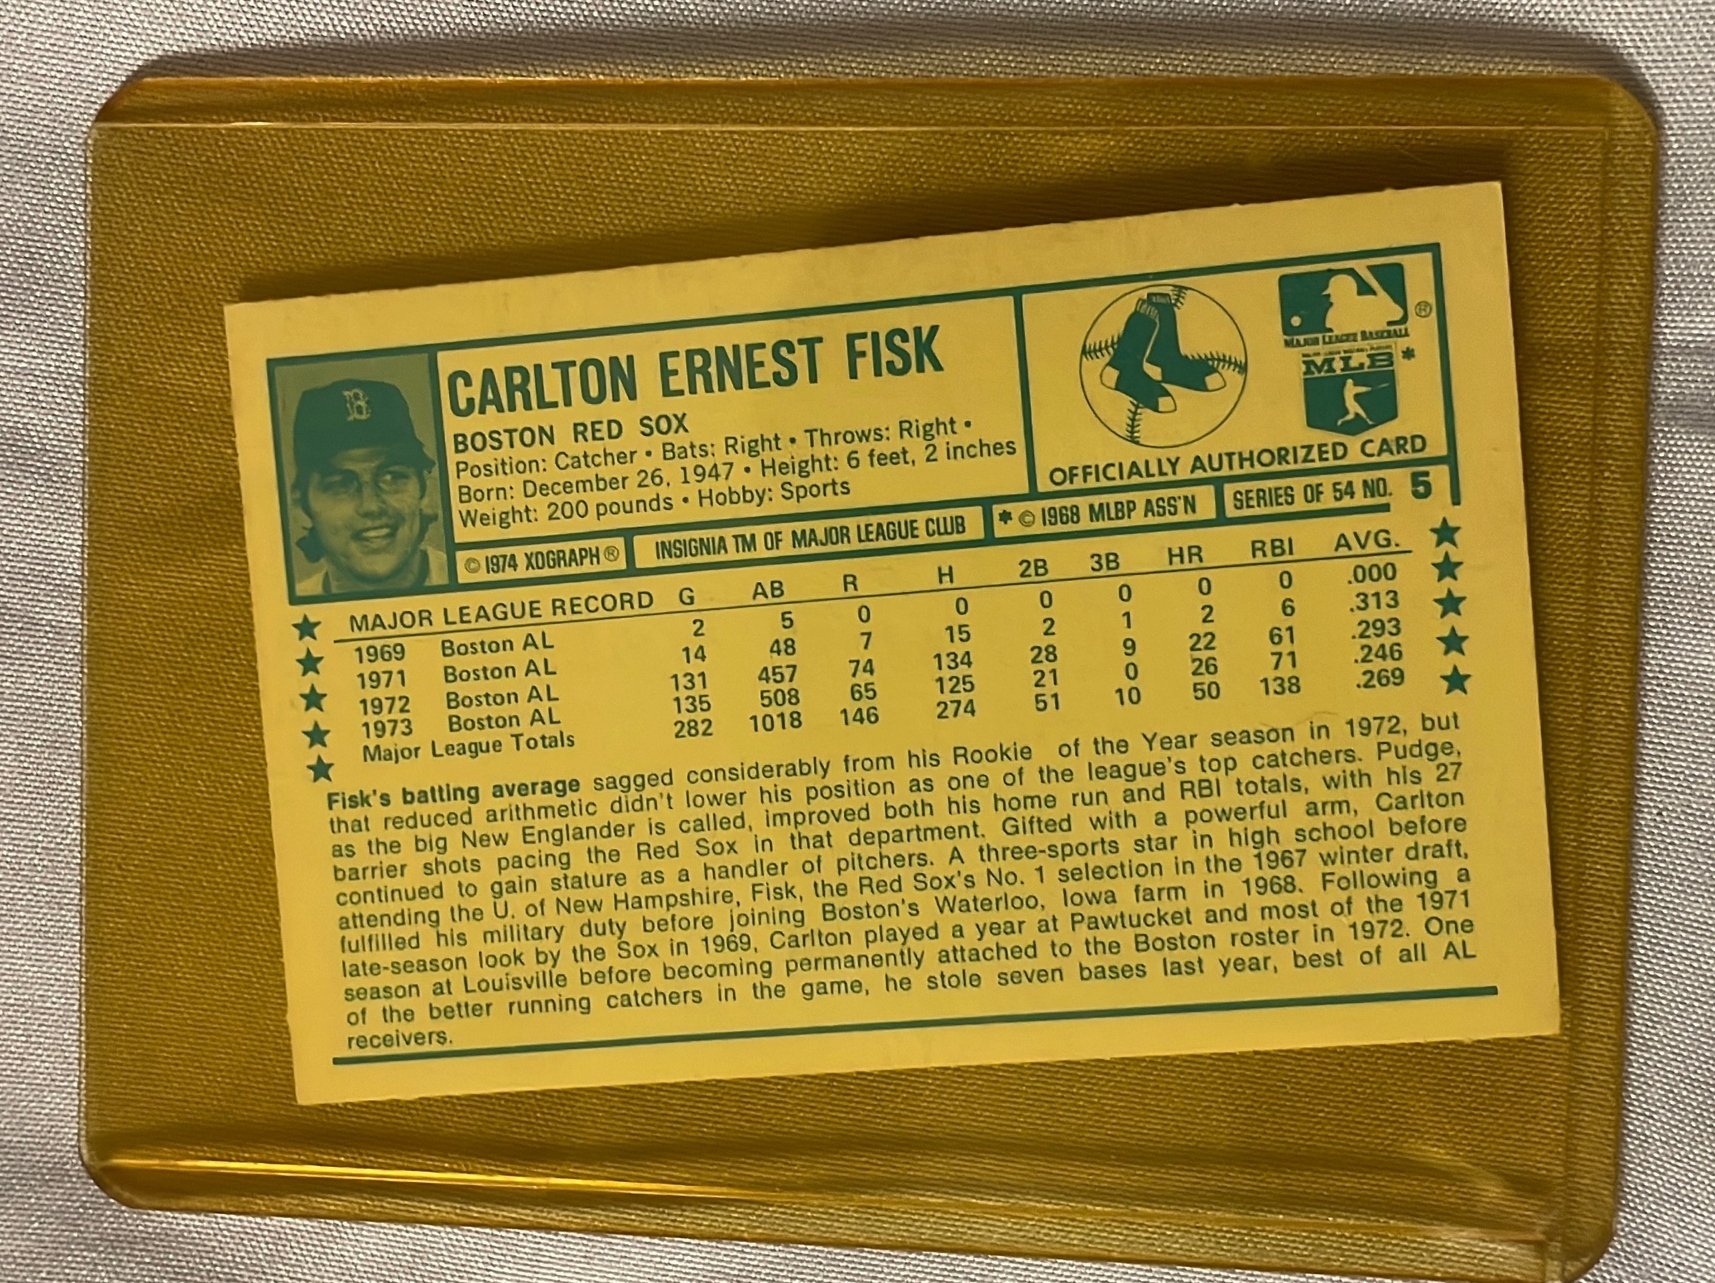 CARLTON ERNEST FISK
BOSTON RED SOX
Position: Catcher • Bats: Right • Throws: Right •
Born: December 26, 1947 • Height: 6 feet, 2 inches
Weight: 200 pounds • Hobby: Sports
B
MAJOR LEAGUE BASEBALL ®
MLB *
OFFICIALLY AUTHORIZED CARD
© 1974 XOGRAPH® INSIGNIA TM OF MAJOR LEAGUE CLUB * © 1968 MLBP ASS'N SERIES OF 54 NO. 5
MAJOR LEAGUE RECORD G AB R H 2B 3B HR RBI AVG.
1969 Boston AL 2 5 0 0 0 0 0 0 .000
1971 Boston AL 14 48 7 15 2 1 2 6 .313
1972 Boston AL 131 457 74 134 28 9 22 61 .293
1973 Boston AL 135 508 65 125 21 0 26 71 .246
Major League Totals 282 1018 146 274 51 10 50 138 .269
Fisk's batting average sagged considerably from his Rookie of the Year season in 1972, but
that reduced arithmetic didn't lower his position as one of the league's top catchers. Pudge,
as the big New Englander is called, improved both his home run and RBI totals, with his 27
barrier shots pacing the Red Sox in that department. Gifted with a powerful arm, Carlton
continued to gain stature as a handler of pitchers. A three-sports star in high school before
attending the U. of New Hampshire, Fisk, the Red Sox's No. 1 selection in the 1967 winter draft,
fulfilled his military duty before joining Boston's Waterloo, Iowa farm in 1968. Following a
late-season look by the Sox in 1969, Carlton played a year at Pawtucket and most of the 1971
season at Louisville before becoming permanently attached to the Boston roster in 1972. One
of the better running catchers in the game, he stole seven bases last year, best of all AL
receivers.